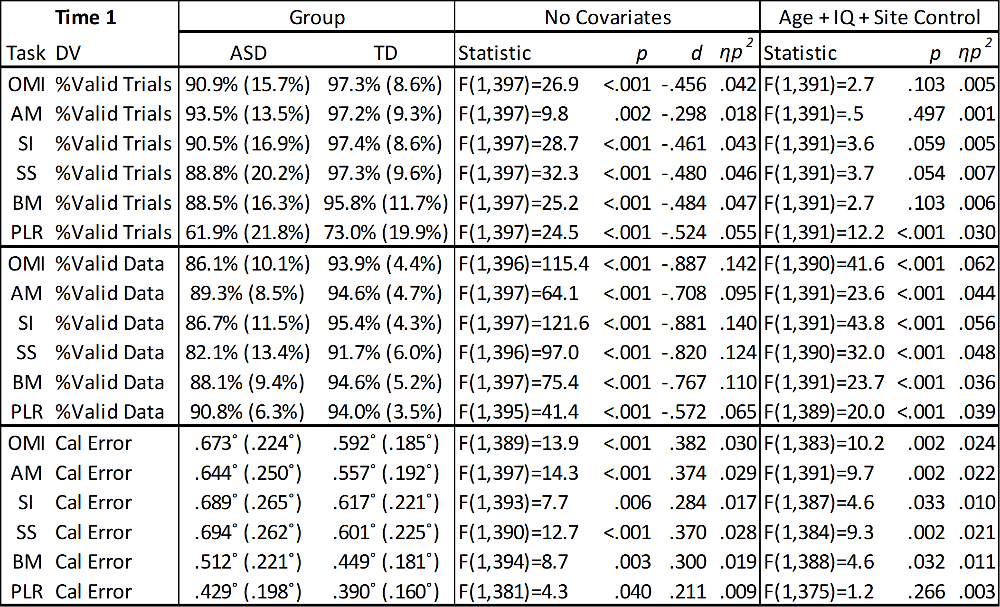 Time 1 Group No Covariates Age + IQ + Site Control
Task DV ASD TD Statistic p d ηp² Statistic p ηp²
OMI %Valid Trials 90.9% (15.7%) 97.3% (8.6%) F(1,397)=26.9 <.001 -.456 .042 F(1,391)=2.7 .103 .005
AM %Valid Trials 93.5% (13.5%) 97.2% (9.3%) F(1,397)=9.8 .002 -.298 .018 F(1,391)=.5 .497 .001
SI %Valid Trials 90.5% (16.9%) 97.4% (8.6%) F(1,397)=28.7 <.001 -.461 .043 F(1,391)=3.6 .059 .005
SS %Valid Trials 88.8% (20.2%) 97.3% (9.6%) F(1,397)=32.3 <.001 -.480 .046 F(1,391)=3.7 .054 .007
BM %Valid Trials 88.5% (16.3%) 95.8% (11.7%) F(1,397)=25.2 <.001 -.484 .047 F(1,391)=2.7 .103 .006
PLR %Valid Trials 61.9% (21.8%) 73.0% (19.9%) F(1,397)=24.5 <.001 -.524 .055 F(1,391)=12.2 <.001 .030
OMI %Valid Data 86.1% (10.1%) 93.9% (4.4%) F(1,396)=115.4 <.001 -.887 .142 F(1,390)=41.6 <.001 .062
AM %Valid Data 89.3% (8.5%) 94.6% (4.7%) F(1,397)=64.1 <.001 -.708 .095 F(1,391)=23.6 <.001 .044
SI %Valid Data 86.7% (11.5%) 95.4% (4.3%) F(1,397)=121.6 <.001 -.881 .140 F(1,391)=43.8 <.001 .056
SS %Valid Data 82.1% (13.4%) 91.7% (6.0%) F(1,396)=97.0 <.001 -.820 .124 F(1,390)=32.0 <.001 .048
BM %Valid Data 88.1% (9.4%) 94.6% (5.2%) F(1,397)=75.4 <.001 -.767 .110 F(1,391)=23.7 <.001 .036
PLR %Valid Data 90.8% (6.3%) 94.0% (3.5%) F(1,395)=41.4 <.001 -.572 .065 F(1,389)=20.0 <.001 .039
OMI Cal Error .673˚ (.224˚) .592˚ (.185˚) F(1,389)=13.9 <.001 .382 .030 F(1,383)=10.2 .002 .024
AM Cal Error .644˚ (.250˚) .557˚ (.192˚) F(1,397)=14.3 <.001 .374 .029 F(1,391)=9.7 .002 .022
SI Cal Error .689˚ (.265˚) .617˚ (.221˚) F(1,393)=7.7 .006 .284 .017 F(1,387)=4.6 .033 .010
SS Cal Error .694˚ (.262˚) .601˚ (.225˚) F(1,390)=12.7 <.001 .370 .028 F(1,384)=9.3 .002 .021
BM Cal Error .512˚ (.221˚) .449˚ (.181˚) F(1,394)=8.7 .003 .300 .019 F(1,388)=4.6 .032 .011
PLR Cal Error .429˚ (.198˚) .390˚ (.160˚) F(1,381)=4.3 .040 .211 .009 F(1,375)=1.2 .266 .003